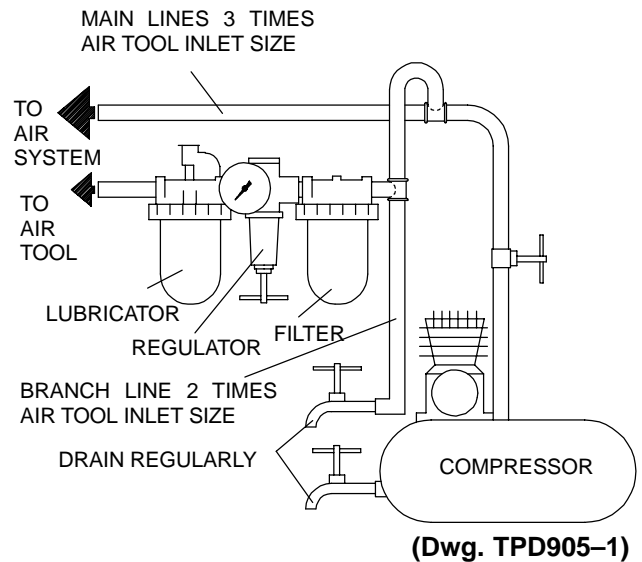 MAIN LINES 3 TIMES
AIR TOOL INLET SIZE
TO
AIR
SYSTEM
TO
AIR
TOOL
LUBRICATOR
REGULATOR
FILTER
BRANCH LINE 2 TIMES
AIR TOOL INLET SIZE
DRAIN REGULARLY
COMPRESSOR
(Dwg. TPD905–1)